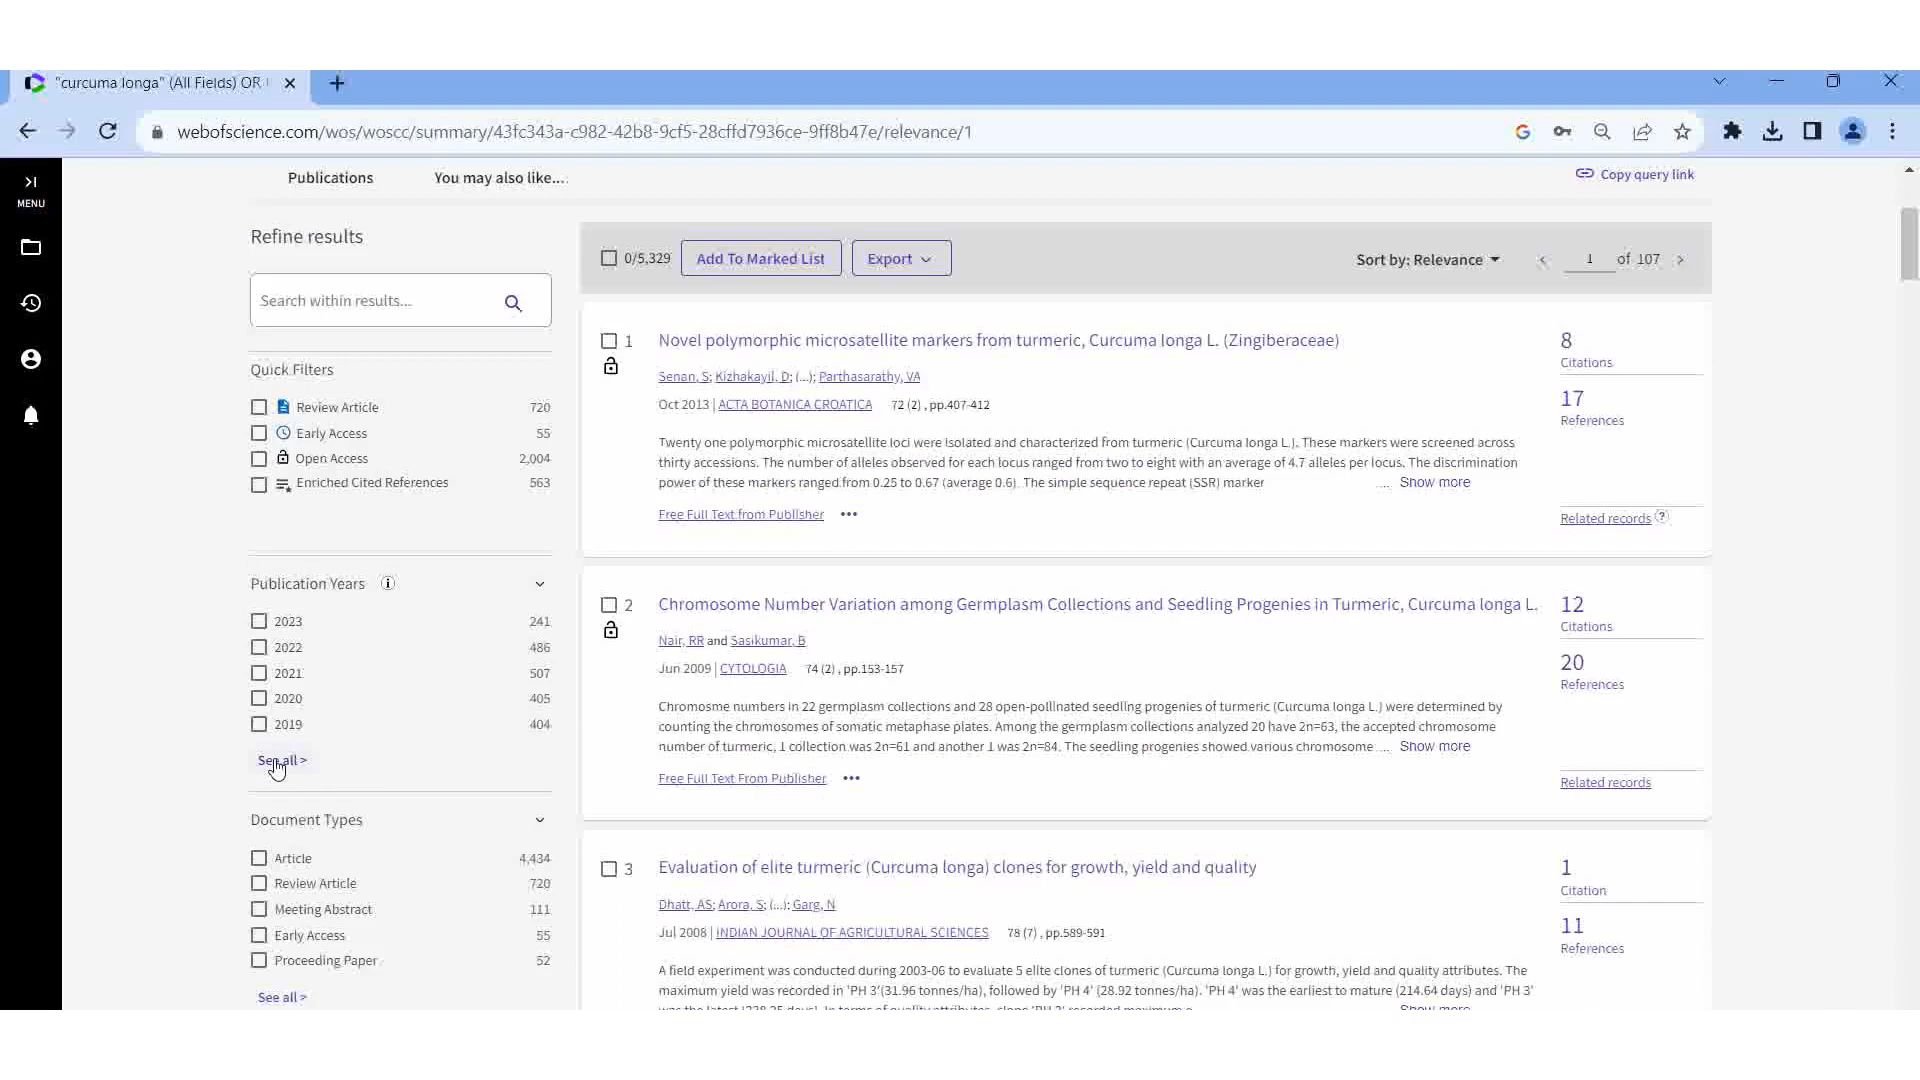 "curcuma longa" (All Fields) OR
webofscience.com/wos/woscc/summary/43fc343a-c982-42b8-9cf5-28cffd7936ce-9ff8b47e/relevance/1
MENU
Publications
You may also like...
Copy query link
Refine results
Search within results...
Quick Filters
Review Article 720
Early Access 55
Open Access 2,004
Enriched Cited References 563
Publication Years
2023 241
2022 486
2021 507
2020 405
2019 404
See all >
Document Types
Article 4,434
Review Article 720
Meeting Abstract 111
Early Access 55
Proceeding Paper 52
See all >
0/5,329 Add To Marked List Export
Sort by: Relevance 1 of 107
1 Novel polymorphic microsatellite markers from turmeric, Curcuma longa L. (Zingiberaceae)
Senan, S; Kizhakayil, D; (...); Parthasarathy, VA
Oct 2013 | ACTA BOTANICA CROATICA 72 (2) , pp.407-412
Twenty one polymorphic microsatellite loci were isolated and characterized from turmeric (Curcuma longa L.). These markers were screened across
thirty accessions. The number of alleles observed for each locus ranged from two to eight with an average of 4.7 alleles per locus. The discrimination
power of these markers ranged from 0.25 to 0.67 (average 0.6). The simple sequence repeat (SSR) marker ... Show more
Free Full Text from Publisher
8
Citations
17
References
Related records
2 Chromosome Number Variation among Germplasm Collections and Seedling Progenies in Turmeric, Curcuma longa L.
Nair, RR and Sasikumar, B
Jun 2009 | CYTOLOGIA 74 (2) , pp.153-157
Chromosme numbers in 22 germplasm collections and 28 open-pollinated seedling progenies of turmeric (Curcuma longa L.) were determined by
counting the chromosomes of somatic metaphase plates. Among the germplasm collections analyzed 20 have 2n=63, the accepted chromosome
number of turmeric, 1 collection was 2n=61 and another 1 was 2n=84. The seedling progenies showed various chromosome ... Show more
Free Full Text From Publisher
12
Citations
20
References
Related records
3 Evaluation of elite turmeric (Curcuma longa) clones for growth, yield and quality
Dhatt, AS; Arora, S; (...); Garg, N
Jul 2008 | INDIAN JOURNAL OF AGRICULTURAL SCIENCES 78 (7) , pp.589-591
A field experiment was conducted during 2003-06 to evaluate 5 elite clones of turmeric (Curcuma longa L.) for growth, yield and quality attributes. The
maximum yield was recorded in 'PH 3'(31.96 tonnes/ha), followed by 'PH 4' (28.92 tonnes/ha). 'PH 4' was the earliest to mature (214.64 days) and 'PH 3'
1
Citation
11
References